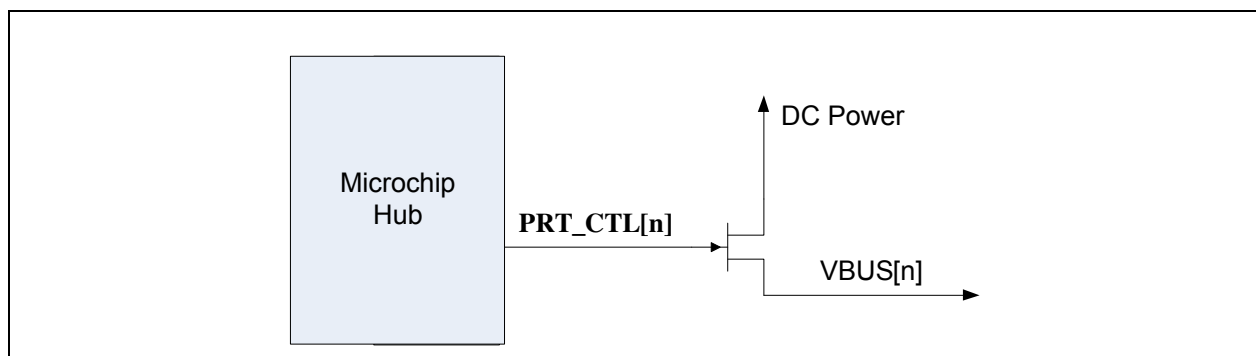 Microchip
Hub
PRT_CTL[n]
DC Power
VBUS[n]